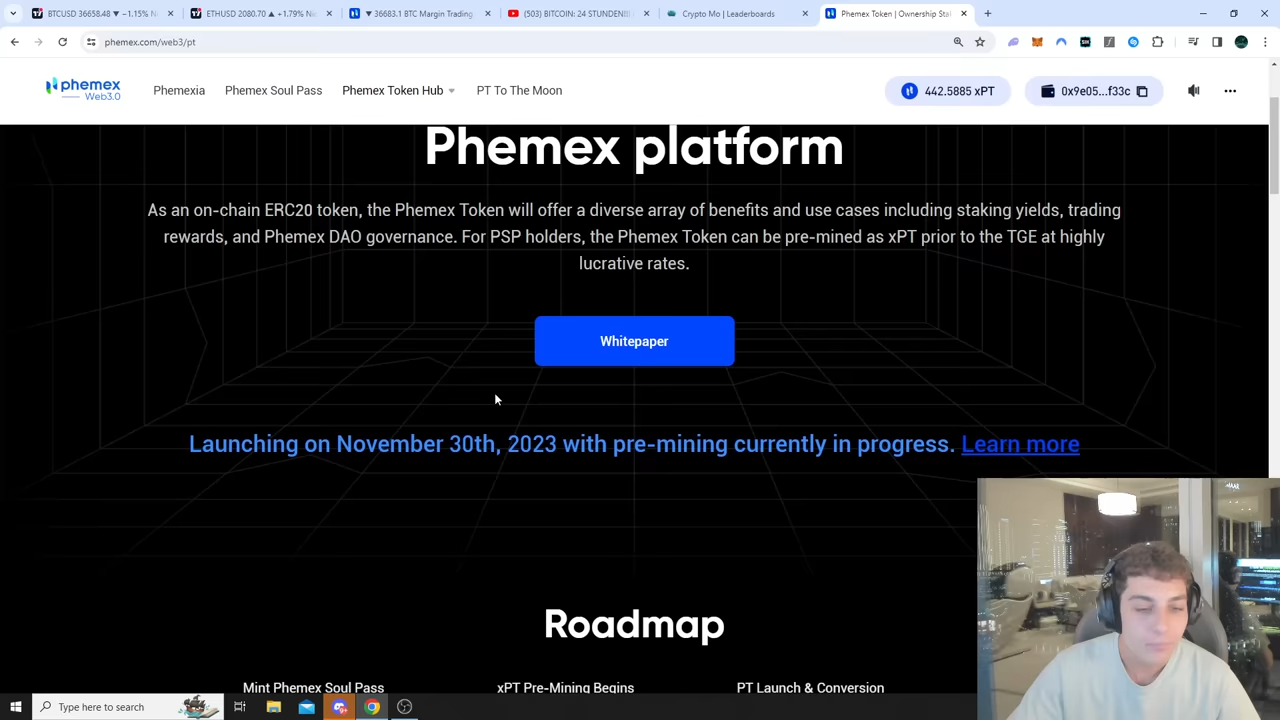 BTCUSD 36658.48 ▼ −1.15% N
ETHUSD 2080.70 ▲ +1.79% Ni
▼ 36683.1 BTC Margin Trading
(503) BITCOIN: 24 STUNDEN
Crypto Mo | Leaderboards
Phemex Token | Ownership Sta
phemex.com/web3/pt
phemex
Web3.0
Phemexia
Phemex Soul Pass
Phemex Token Hub
PT To The Moon
442.5885 xPT
0x9e05...f33c
Phemex platform
As an on-chain ERC20 token, the Phemex Token will offer a diverse array of benefits and use cases including staking yields, trading
rewards, and Phemex DAO governance. For PSP holders, the Phemex Token can be pre-mined as xPT prior to the TGE at highly
lucrative rates.
Whitepaper
Launching on November 30th, 2023 with pre-mining currently in progress. Learn more
Roadmap
Mint Phemex Soul Pass
xPT Pre-Mining Begins
PT Launch & Conversion
Type here to search